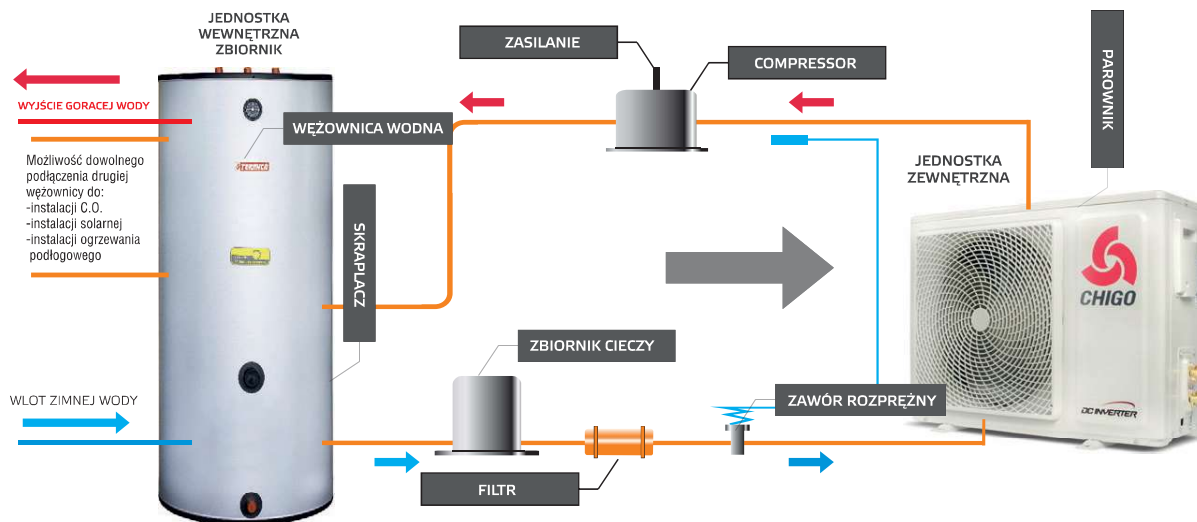 JEDNOSTKA
WEWNĘTRZNA
ZBIORNIK
WYJŚCIE GORACEJ WODY
WĘŻOWNICA WODNA
Możliwość dowolnego
podłączenia drugiej
wężownicy do:
-instalacji C.O.
-instalacji solarnej
-instalacji ogrzewania
podłogowego
SKRAPLACZ
WLOT ZIMNEJ WODY
ZASILANIE
COMPRESSOR
PAROWNIK
JEDNOSTKA
ZEWNĘTRZNA
CHIGO
DC INVERTER
ZBIORNIK CIECZY
ZAWÓR ROZPRĘŻNY
FILTR